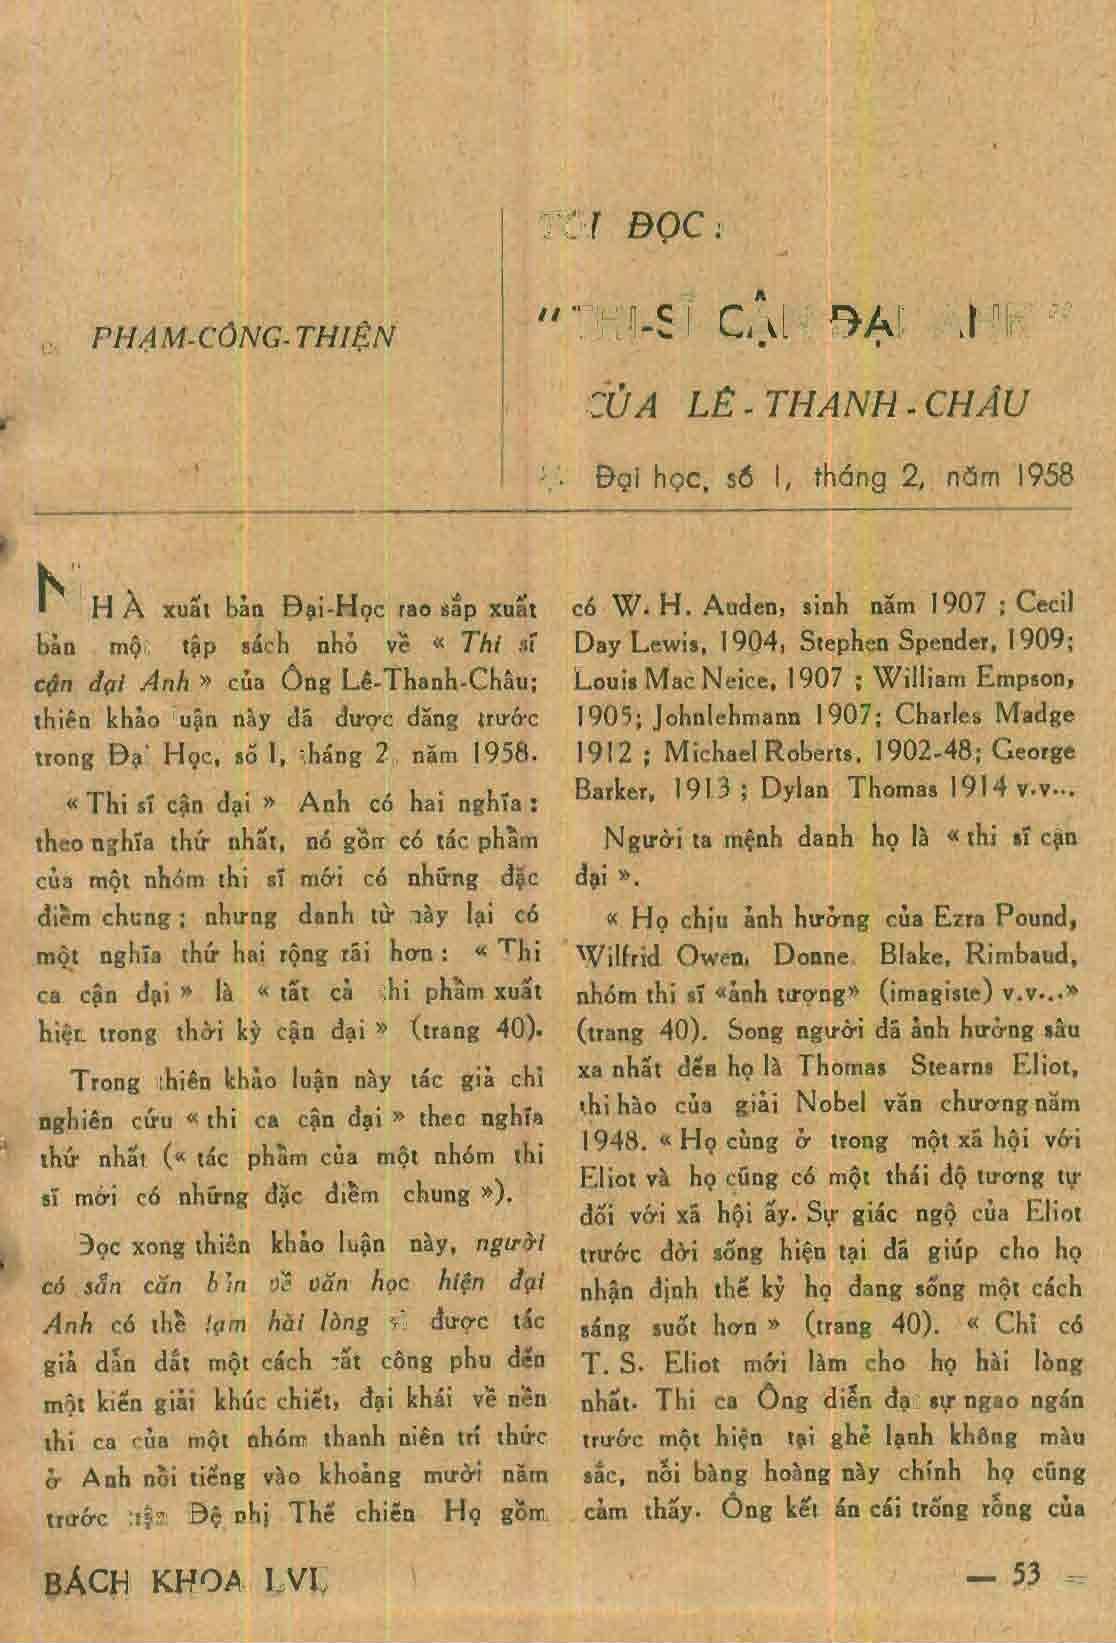 PHẠM-CÔNG-THIỆN
TÔI ĐỌC :
“THI-SĨ CẬN ĐẠI ANH”
CỦA LÊ - THANH - CHÂU
Đại học, số 1, tháng 2, năm 1958
NHÀ xuất bản Đại-Học rao sắp xuất
bản một tập sách nhỏ về « Thi sĩ
cận đại Anh » của Ông Lê-Thanh-Châu;
thiên khảo luận này đã được đăng trước
trong Đại Học, số 1, tháng 2, năm 1958.
« Thi sĩ cận đại » Anh có hai nghĩa :
theo nghĩa thứ nhất, nó gồm có tác phẩm
của một nhóm thi sĩ mới có những đặc
điểm chung ; nhưng danh từ này lại có
một nghĩa thứ hai rộng rãi hơn : « Thi
ca cận đại » là « tất cả thi phẩm xuất
hiện trong thời kỳ cận đại » (trang 40).
Trong thiên khảo luận này tác giả chỉ
nghiên cứu « thi ca cận đại » theo nghĩa
thứ nhất (« tác phẩm của một nhóm thi
sĩ mới có những đặc điểm chung »).
Đọc xong thiên khảo luận này, người
có sẵn căn bản về văn học hiện đại
Anh có thể tạm hài lòng vì được tác
giả dẫn dắt một cách rất công phu đến
một kiến giải khúc chiết, đại khái về nền
thi ca của một nhóm thanh niên trí thức
ở Anh nổi tiếng vào khoảng mười năm
trước trận Đệ nhị Thế chiến Họ gồm
có W. H. Auden, sinh năm 1907 ; Cecil
Day Lewis, 1904, Stephen Spender, 1909;
Louis Mac Neice, 1907 ; William Empson,
1905; Johnlehmann 1907; Charles Madge
1912 ; Michael Roberts, 1902-48; George
Barker, 1913 ; Dylan Thomas 1914 v.v...
Người ta mệnh danh họ là « thi sĩ cận
đại ».
« Họ chịu ảnh hưởng của Ezra Pound,
Wilfrid Owen, Donne, Blake, Rimbaud,
nhóm thi sĩ «ảnh tượng» (imagiste) v.v...»
(trang 40). Song người đã ảnh hưởng sâu
xa nhất đến họ là Thomas Stearns Eliot,
thi hào của giải Nobel văn chương năm
1948. « Họ cùng ở trong một xã hội với
Eliot và họ cũng có một thái độ tương tự
đối với xã hội ấy. Sự giác ngộ của Eliot
trước đời sống hiện tại đã giúp cho họ
nhận định thế kỷ họ đang sống một cách
sáng suốt hơn » (trang 40). « Chỉ có
T. S. Eliot mới làm cho họ hài lòng
nhất. Thi ca Ông diễn đạt sự ngao ngán
trước một hiện tại ghẻ lạnh không màu
sắc, nỗi bàng hoàng này chính họ cũng
cảm thấy. Ông kết án cái trống rỗng của
BÁCH KHOA LVI
— 53 —